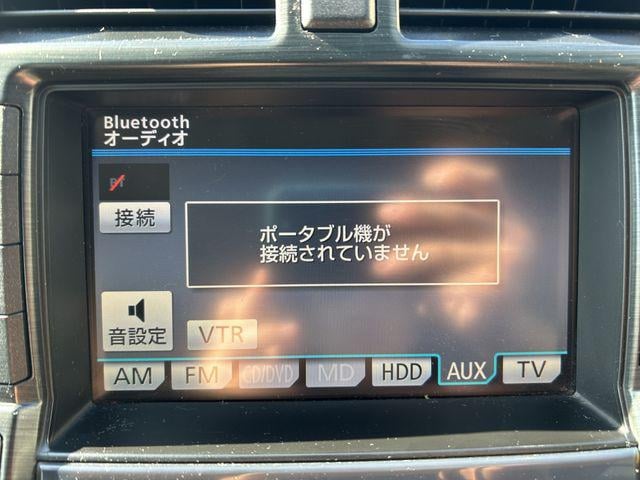 Bluetooth
オーディオ
BT
接続
ポータブル機が
接続されていません
音設定
VTR
AM FM CD/DVD MD HDD AUX TV